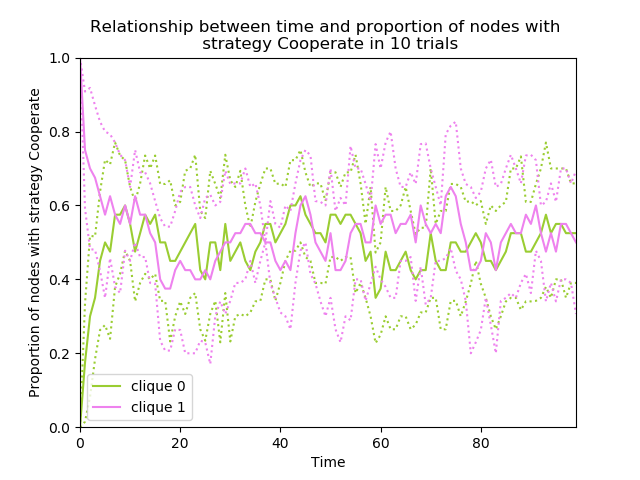 Relationship between time and proportion of nodes with
strategy Cooperate in 10 trials
Proportion of nodes with strategy Cooperate
1.0
0.8
0.6
0.4
0.2
0.0
clique 0
clique 1
0
20
40
60
80
Time